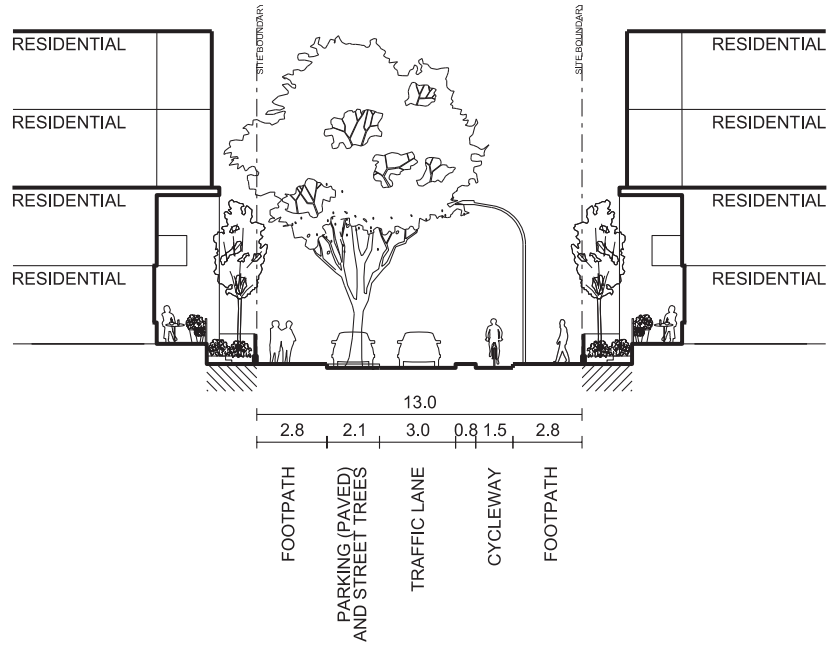 SITE BOUNDARY
SITE BOUNDARY
RESIDENTIAL
RESIDENTIAL
RESIDENTIAL
RESIDENTIAL
RESIDENTIAL
RESIDENTIAL
RESIDENTIAL
RESIDENTIAL
13.0
2.8 2.1 3.0 0.8 1.5 2.8
FOOTPATH
PARKING (PAVED)
AND STREET TREES
TRAFFIC LANE
CYCLEWAY
FOOTPATH